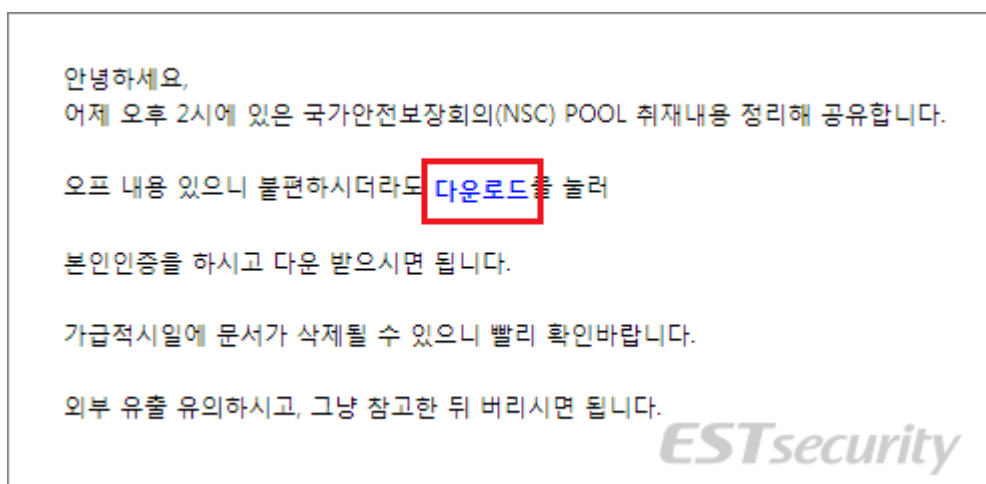 안녕하세요,
어제 오후 2시에 있은 국가안전보장회의(NSC) POOL 취재내용 정리해 공유합니다.
오프 내용 있으니 불편하시더라도 다운로드를 눌러
본인인증을 하시고 다운 받으시면 됩니다.
가급적시일에 문서가 삭제될 수 있으니 빨리 확인바랍니다.
외부 유출 유의하시고, 그냥 참고한 뒤 버리시면 됩니다.
ESTsecurity